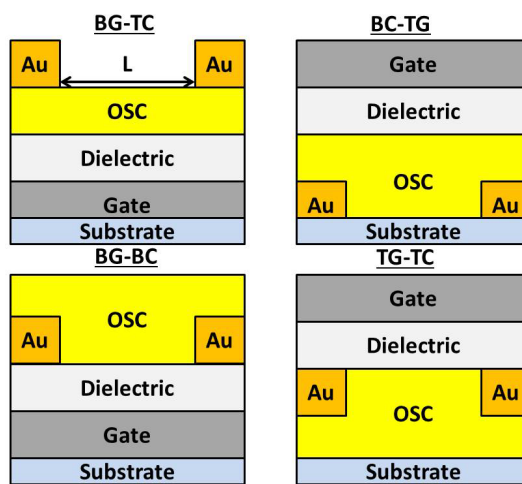 BG-TC
Au L Au
OSC
Dielectric
Gate
Substrate
BC-TG
Gate
Dielectric
OSC
Au Au
Substrate
BG-BC
OSC
Au Au
Dielectric
Gate
Substrate
TG-TC
Gate
Dielectric
Au Au
OSC
Substrate